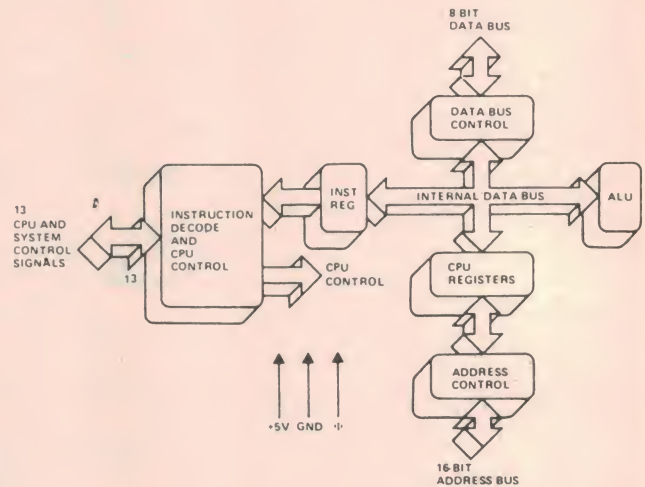 8 BIT
DATA BUS
DATA BUS
CONTROL
13
CPU AND
SYSTEM
CONTROL
SIGNALS
13
INSTRUCTION
DECODE
AND
CPU
CONTROL
INST
REG
INTERNAL DATA BUS
ALU
CPU
CONTROL
CPU
REGISTERS
ADDRESS
CONTROL
+5V GND Φ
16-BIT
ADDRESS BUS